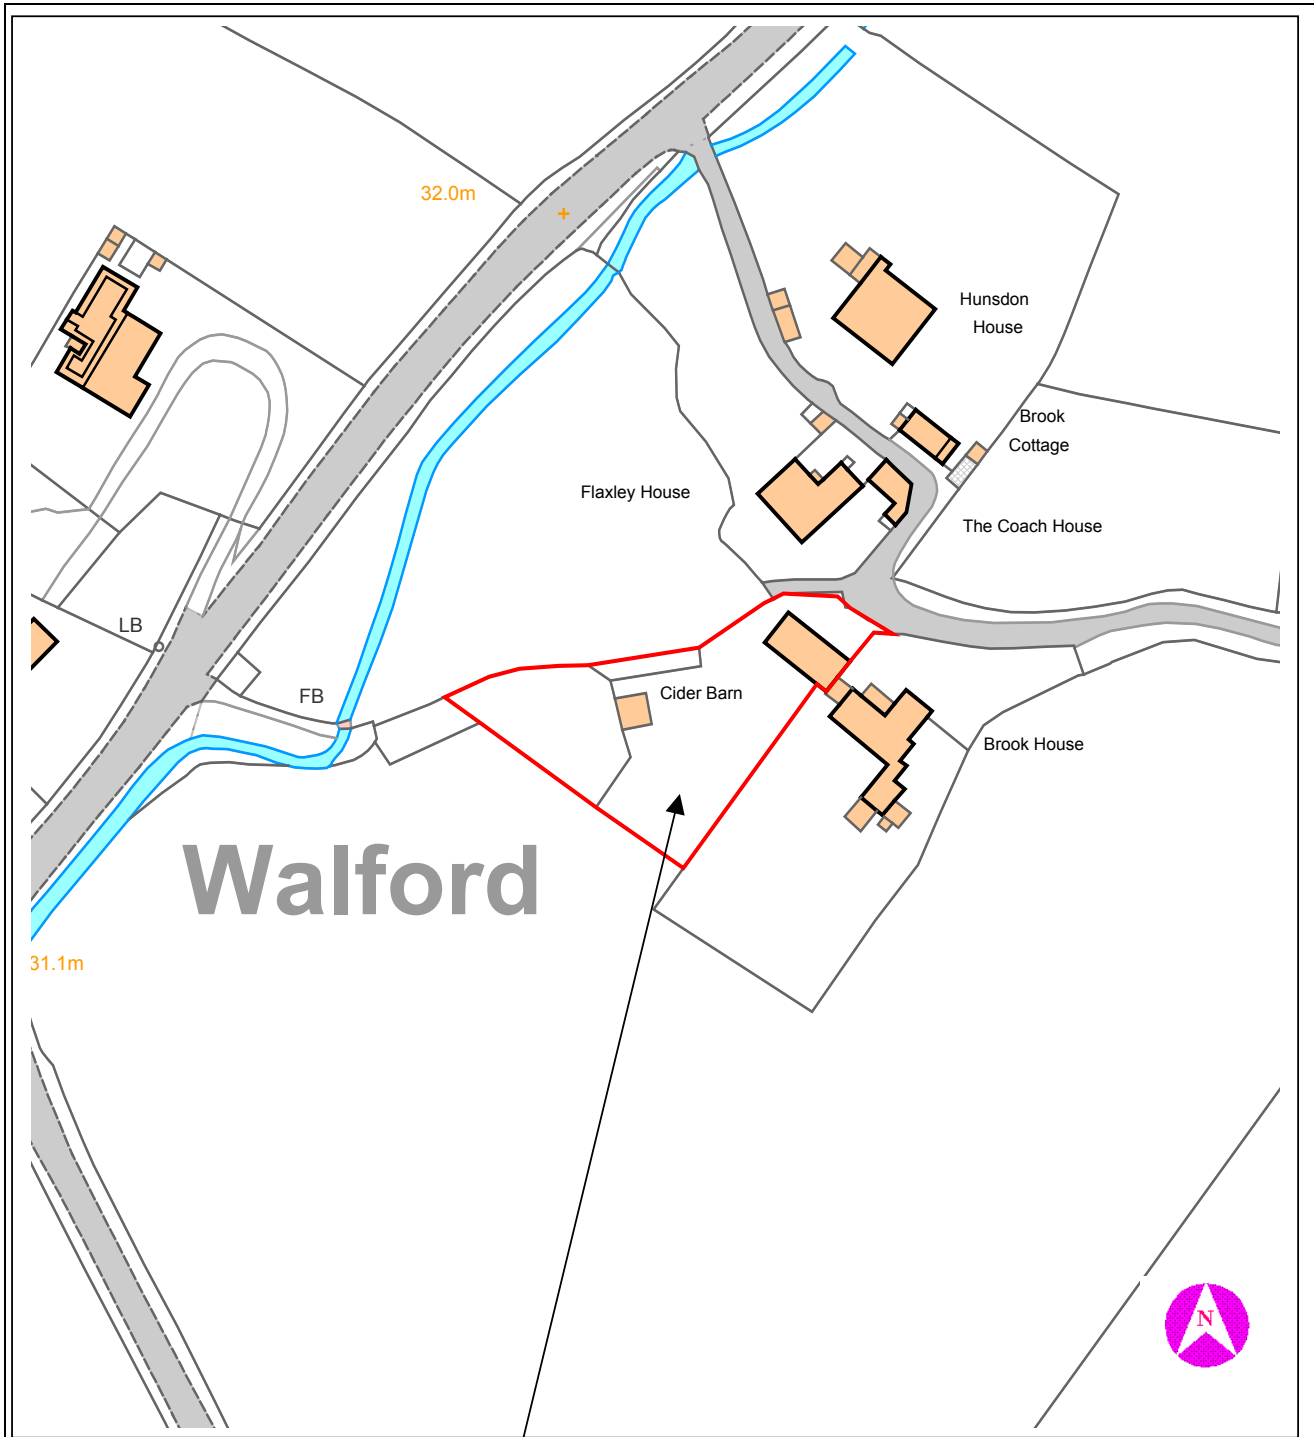 32.0m
Hunsdon
House
Brook
Cottage
Flaxley House
The Coach House
LB
FB
Cider Barn
Brook House
Walford
31.1m
N